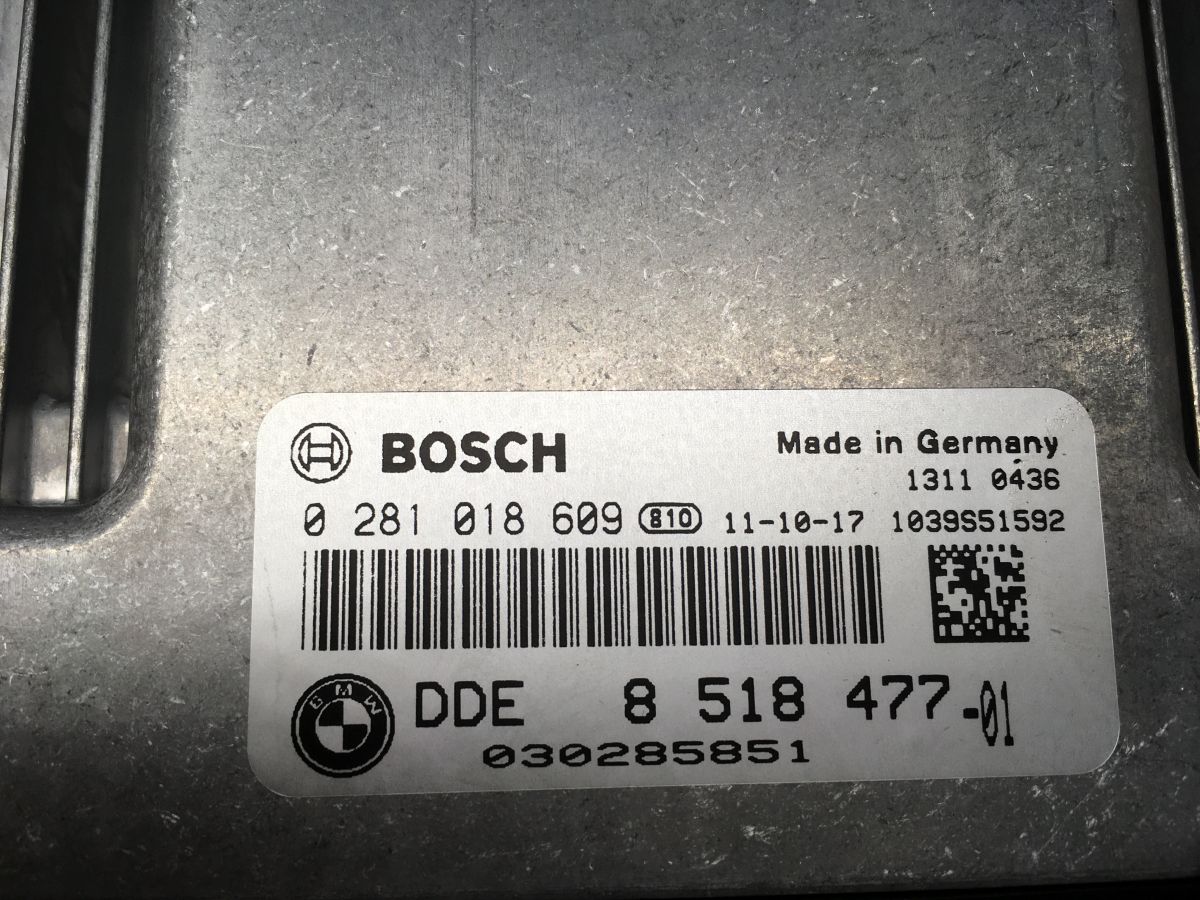 BOSCH Made in Germany
1311 0436
0 281 018 609 810 11-10-17 1039S51592
BMW DDE 8 518 477-01
030285851